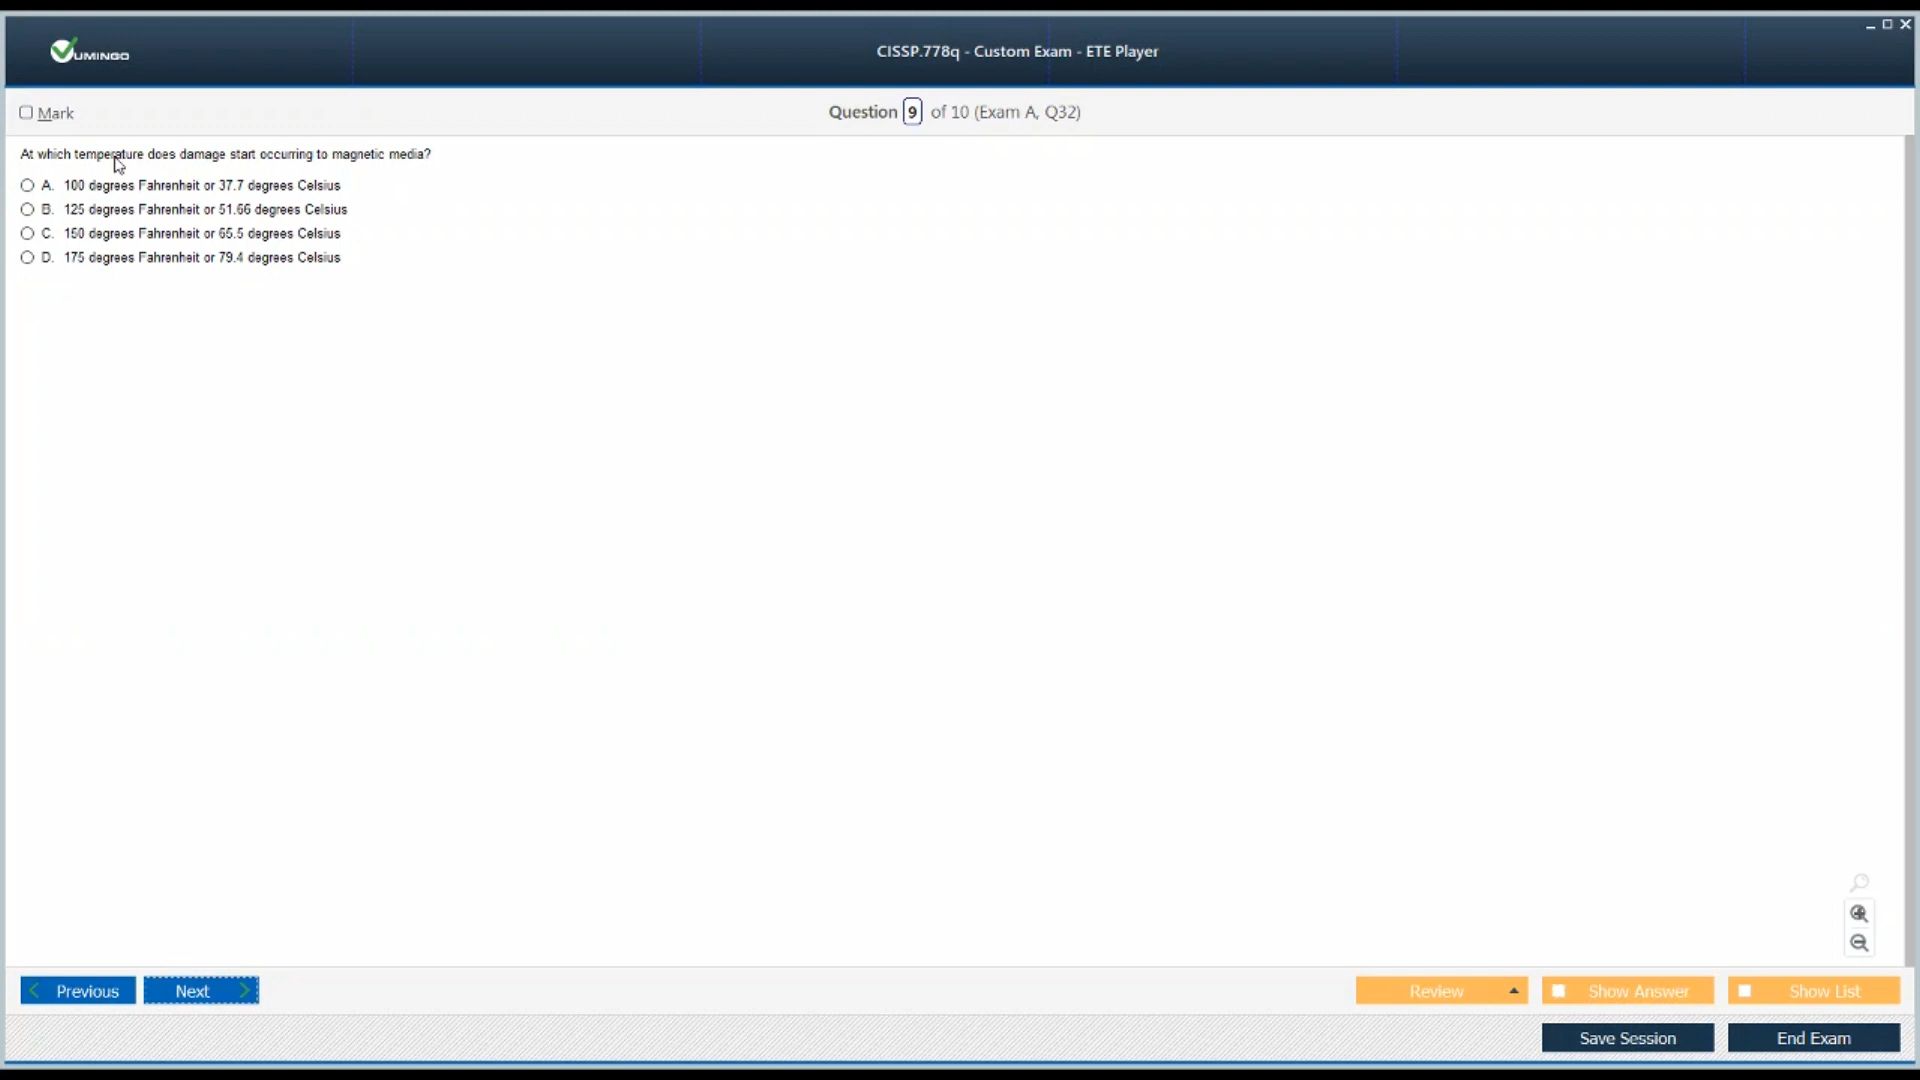 VUMINGO
CISSP.778q - Custom Exam - ETE Player
Mark
Question 9 of 10 (Exam A, Q32)
At which temperature does damage start occurring to magnetic media?
A. 100 degrees Fahrenheit or 37.7 degrees Celsius
B. 125 degrees Fahrenheit or 51.66 degrees Celsius
C. 150 degrees Fahrenheit or 65.5 degrees Celsius
D. 175 degrees Fahrenheit or 79.4 degrees Celsius
Previous Next Review Show Answer Show List
Save Session End Exam